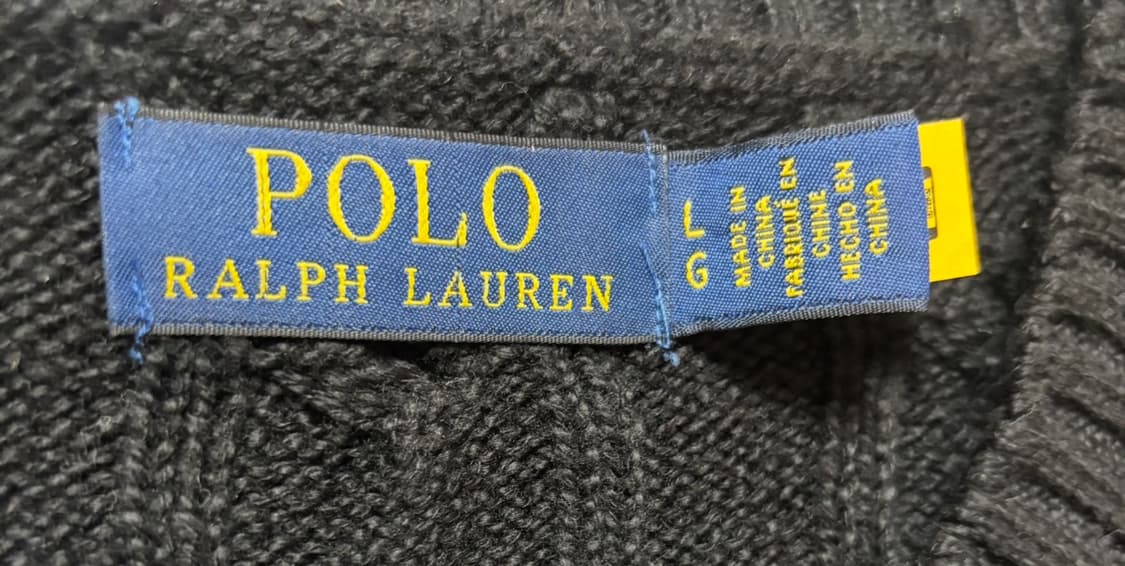 POLO
RALPH LAUREN
L
G
MADE IN
CHINA
FABRIQUÉ EN
CHINE
HECHO EN
CHINA